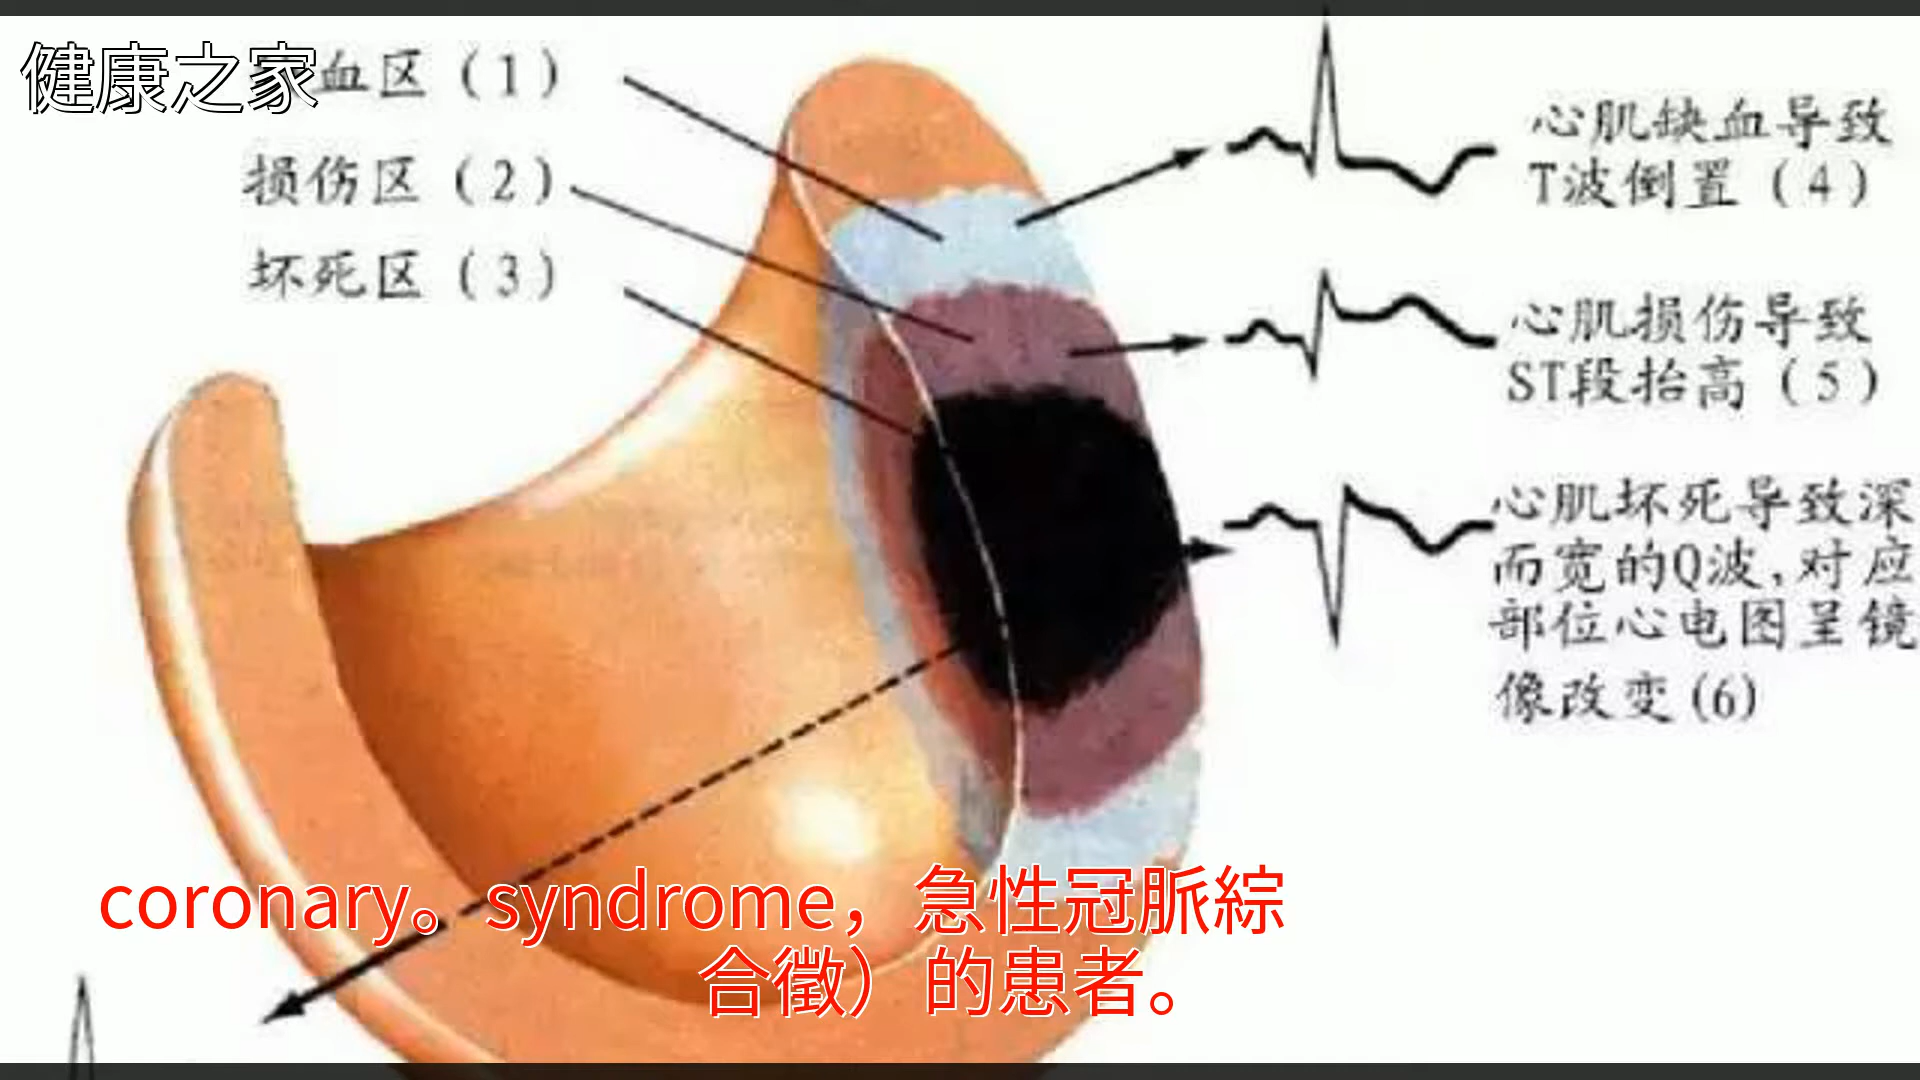 健康之家
血区（1）
损伤区（2）
坏死区（3）
心肌缺血导致
T波倒置（4）
心肌损伤导致
ST段抬高（5）
心肌坏死导致深
而宽的Q波,对应
部位心电图呈镜
像改变(6)
coronary。syndrome，急性冠脈綜
合徵）的患者。